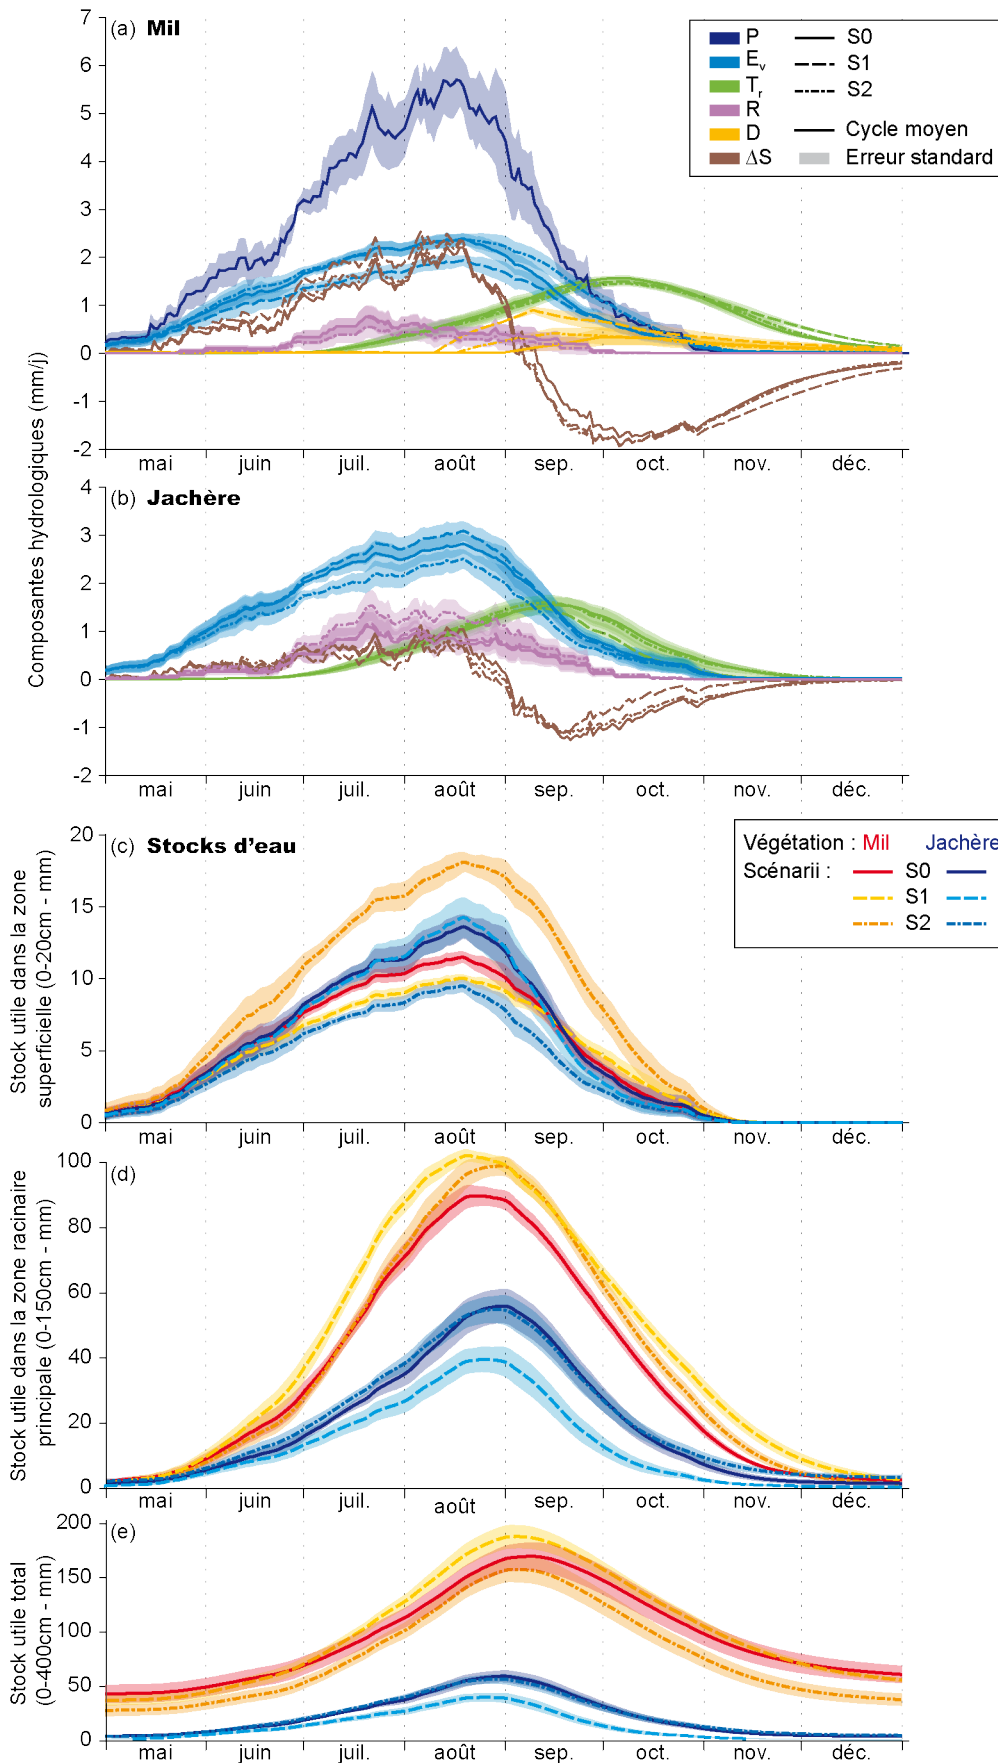 (a) Mil
P
E_v
T_r
R
D
ΔS
S0
S1
S2
Cycle moyen
Erreur standard
7
6
5
4
3
2
1
0
-1
-2
mai juin juil. août sep. oct. nov. déc.
Composantes hydrologiques (mm/j)
(b) Jachère
4
3
2
1
0
-1
-2
mai juin juil. août sep. oct. nov. déc.
(c) Stocks d'eau
Végétation : Mil Jachère
Scénarii : S0
S1
S2
20
15
10
5
0
Stock utile dans la zone
superficielle (0-20cm - mm)
mai juin juil. août sep. oct. nov. déc.
(d)
100
80
60
40
20
0
Stock utile dans la zone racinaire
principale (0-150cm - mm)
mai juin juil. août sep. oct. nov. déc.
(e)
200
150
100
50
0
Stock utile total
(0-400cm - mm)
mai juin juil. août sep. oct. nov. déc.